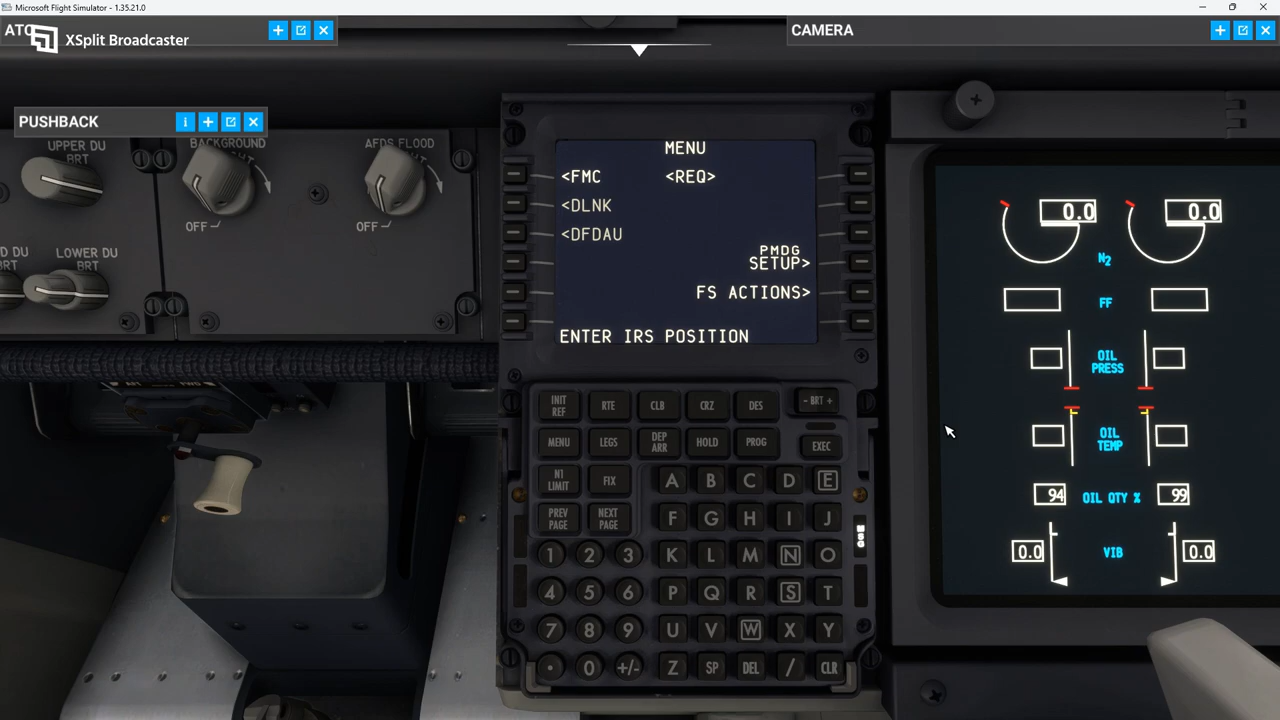 Microsoft Flight Simulator - 1.35.21.0
ATC
XSplit Broadcaster
CAMERA
PUSHBACK
UPPER DU
BRT
BACKGROUND
AFDS FLOOD
OFF
OFF
DU
BRT
LOWER DU
BRT
MENU
<FMC <REQ>
<DLNK
<DFDAU
PMDG
SETUP>
FS ACTIONS>
ENTER IRS POSITION
INIT
REF
RTE
CLB
CRZ
DES
- BRT +
MENU
LEGS
DEP
ARR
HOLD
PROG
EXEC
N1
LIMIT
FIX
A B C D E
PREV
PAGE
NEXT
PAGE
F G H I J
MSG
1 2 3 K L M N O
4 5 6 P Q R S T
7 8 9 U V W X Y
. 0 +/- Z SP DEL / CLR
0.0 0.0
N2
FF
OIL
PRESS
OIL
TEMP
94 OIL QTY % 99
0.0 VIB 0.0